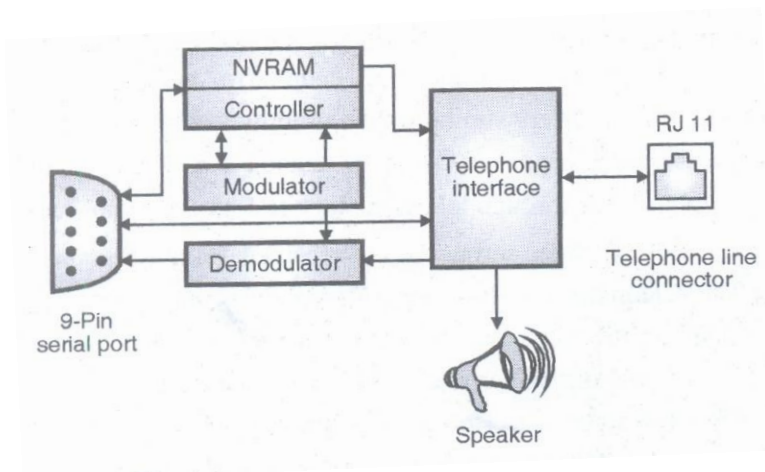 NVRAM
Controller
Modulator
Demodulator
Telephone
interface
RJ 11
Telephone line
connector
9-Pin
serial port
Speaker